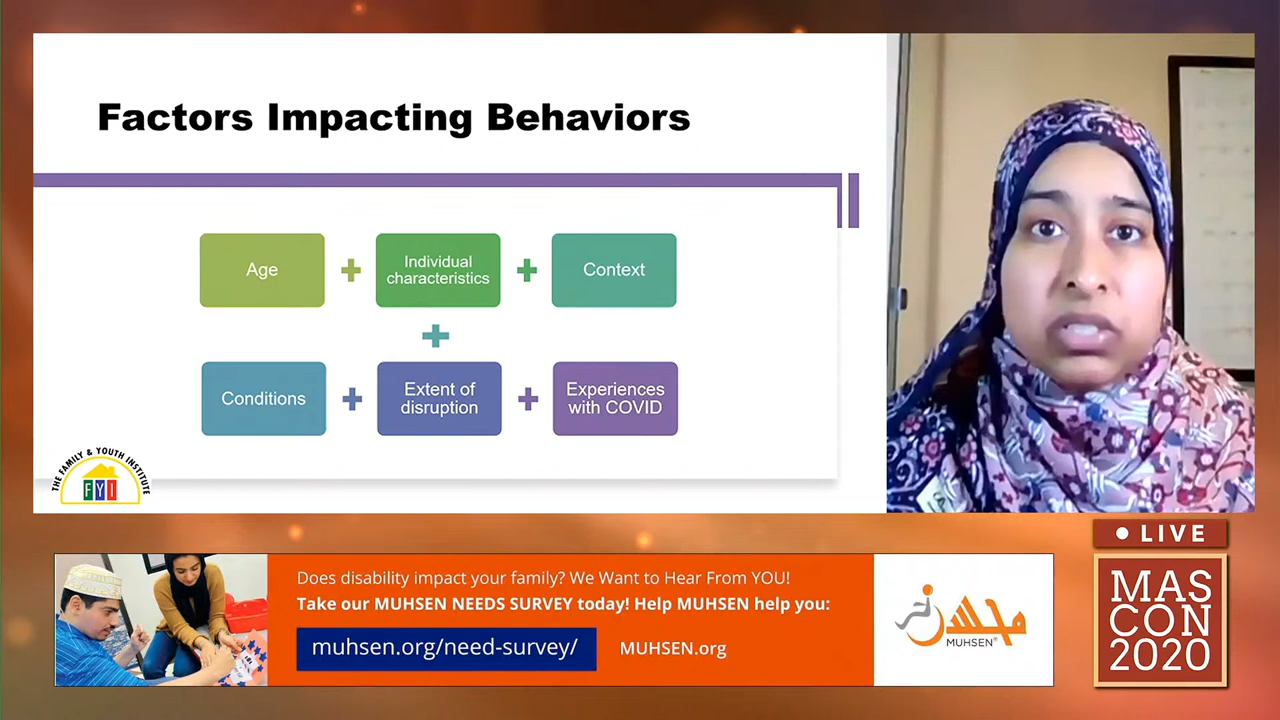 Factors Impacting Behaviors
Age
Individual
characteristics
Context
Conditions
Extent of
disruption
Experiences
with COVID
THE FAMILY & YOUTH INSTITUTE
FYI
Does disability impact your family? We Want to Hear From YOU!
Take our MUHSEN NEEDS SURVEY today! Help MUHSEN help you:
muhsen.org/need-survey/
MUHSEN.org
محسن
MUHSEN®
LIVE
MAS
CON
2020